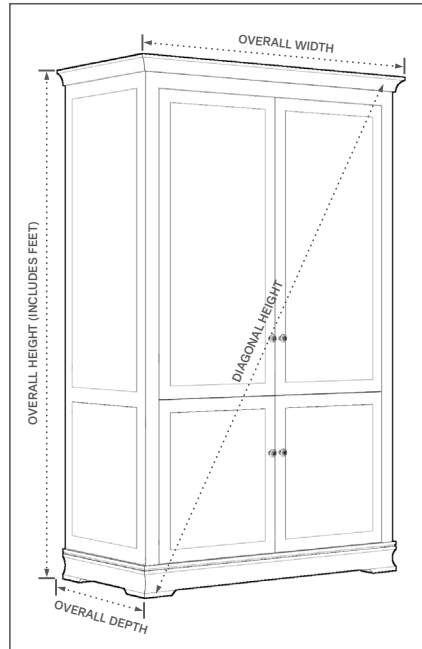 OVERALL WIDTH
OVERALL HEIGHT (INCLUDES FEET)
DIAGONAL HEIGHT
OVERALL DEPTH